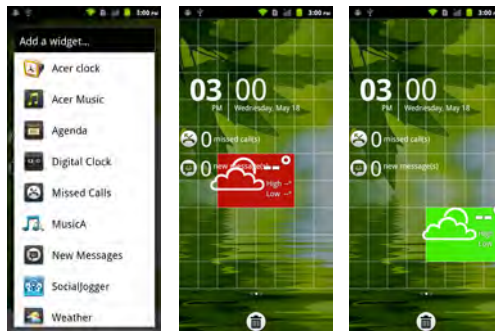 3:00 PM
Add a widget...
Acer clock
Acer Music
Agenda
Digital Clock
Missed Calls
MusicA
New Messages
SocialJogger
Weather
3:00 PM
03 00
PM Wednesday, May 18
0 missed call(s)
0 new message(s)
--°
High --°
Low --°
3:00 PM
03 00
PM Wednesday, May 18
0 missed call(s)
0 new message(s)
--°
High
Low